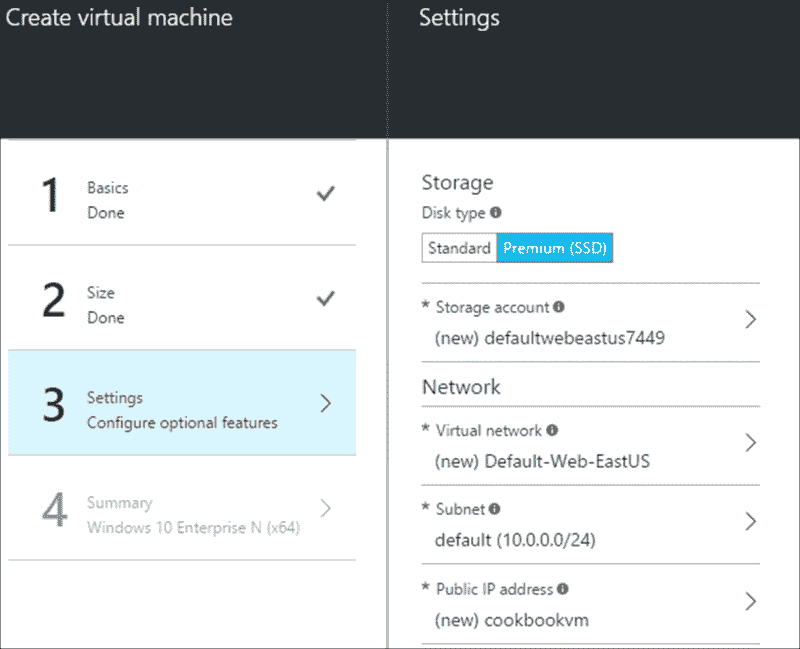 Create virtual machine
1
Basics
Done
2
Size
Done
3
Settings
Configure optional features
4
Summary
Windows 10 Enterprise N (x64)
Settings
Storage
Disk type
Standard
Premium (SSD)
* Storage account
(new) defaultwebeastus7449
Network
* Virtual network
(new) Default-Web-EastUS
* Subnet
default (10.0.0.0/24)
* Public IP address
(new) cookbookvm